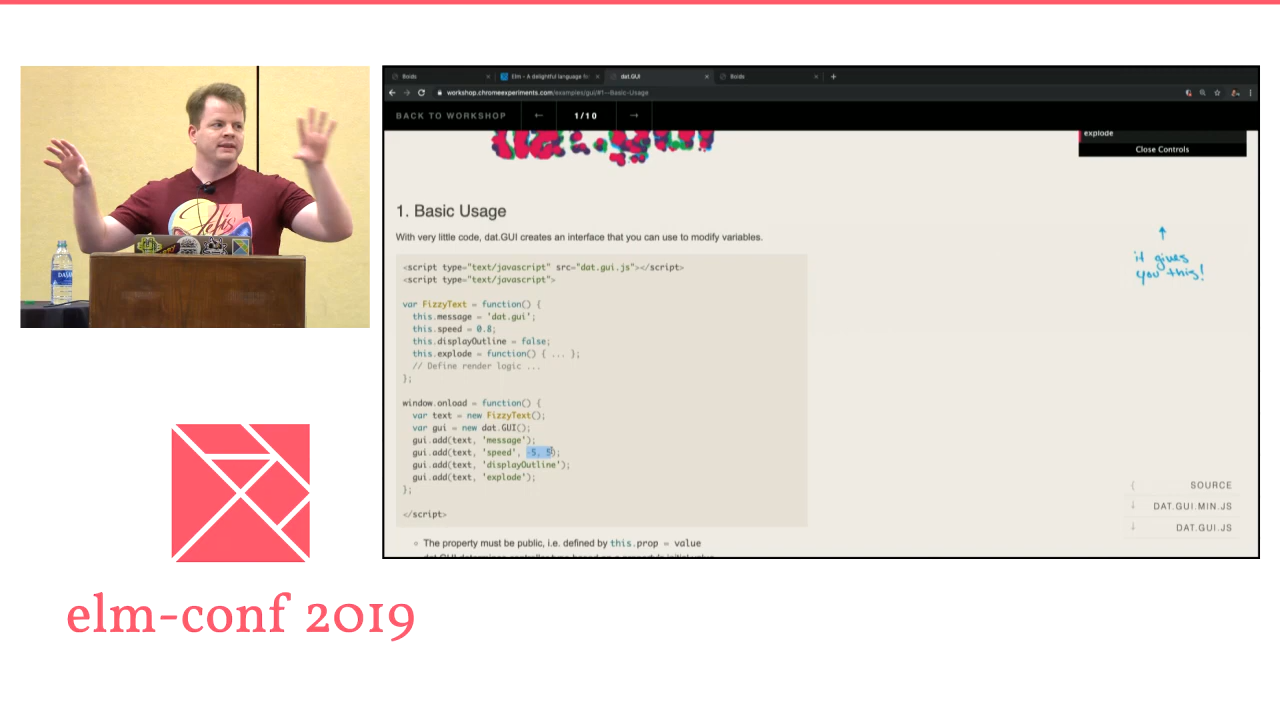 Boids
Elm - A delightful language for
dat.GUI
Boids
workshop.chromeexperiments.com/examples/gui/#1--Basic-Usage
BACK TO WORKSHOP
←
1/10
→
explode
Close Controls
1. Basic Usage
With very little code, dat.GUI creates an interface that you can use to modify variables.
it gives
you this!
<script type="text/javascript" src="dat.gui.js"></script>
<script type="text/javascript">
var FizzyText = function() {
this.message = 'dat.gui';
this.speed = 0.8;
this.displayOutline = false;
this.explode = function() { ... };
// Define render logic ...
};
window.onload = function() {
var text = new FizzyText();
var gui = new dat.GUI();
gui.add(text, 'message');
gui.add(text, 'speed', -5, 5);
gui.add(text, 'displayOutline');
gui.add(text, 'explode');
};
</script>
The property must be public, i.e. defined by this.prop = value
SOURCE
DAT.GUI.MIN.JS
DAT.GUI.JS
elm-conf 2019